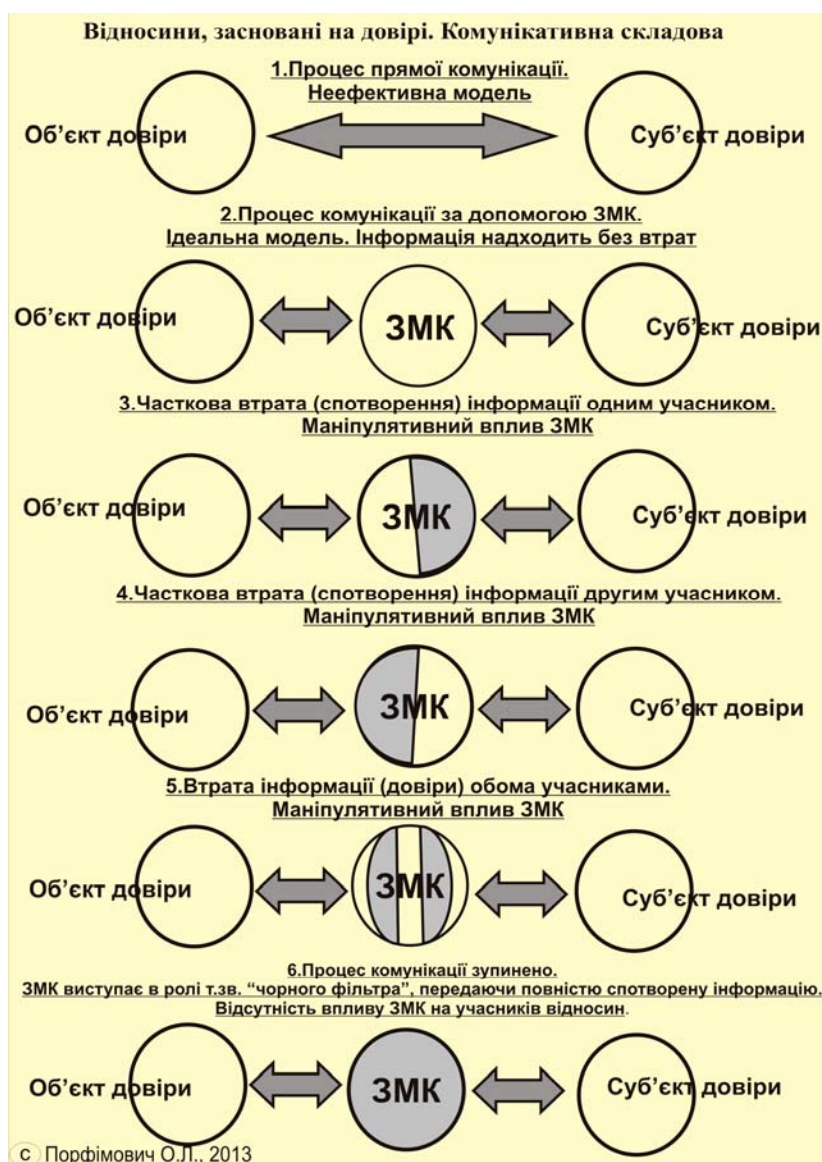 Відносини, засновані на довірі. Комунікативна складова
1.Процес прямої комунікації.
Неефективна модель
Об’єкт довіри
Суб’єкт довіри
2.Процес комунікації за допомогою ЗМК.
Ідеальна модель. Інформація надходить без втрат
Об’єкт довіри
ЗМК
Суб’єкт довіри
3.Часткова втрата (спотворення) інформації одним учасником.
Маніпулятивний вплив ЗМК
Об’єкт довіри
ЗМК
Суб’єкт довіри
4.Часткова втрата (спотворення) інформації другим учасником.
Маніпулятивний вплив ЗМК
Об’єкт довіри
ЗМК
Суб’єкт довіри
5.Втрата інформації (довіри) обома учасниками.
Маніпулятивний вплив ЗМК
Об’єкт довіри
ЗМК
Суб’єкт довіри
6.Процес комунікації зупинено.
ЗМК виступає в ролі т.зв. “чорного фільтра”, передаючи повністю спотворену інформацію.
Відсутність впливу ЗМК на учасників відносин.
Об’єкт довіри
ЗМК
Суб’єкт довіри
с Порфімович О.Л., 2013